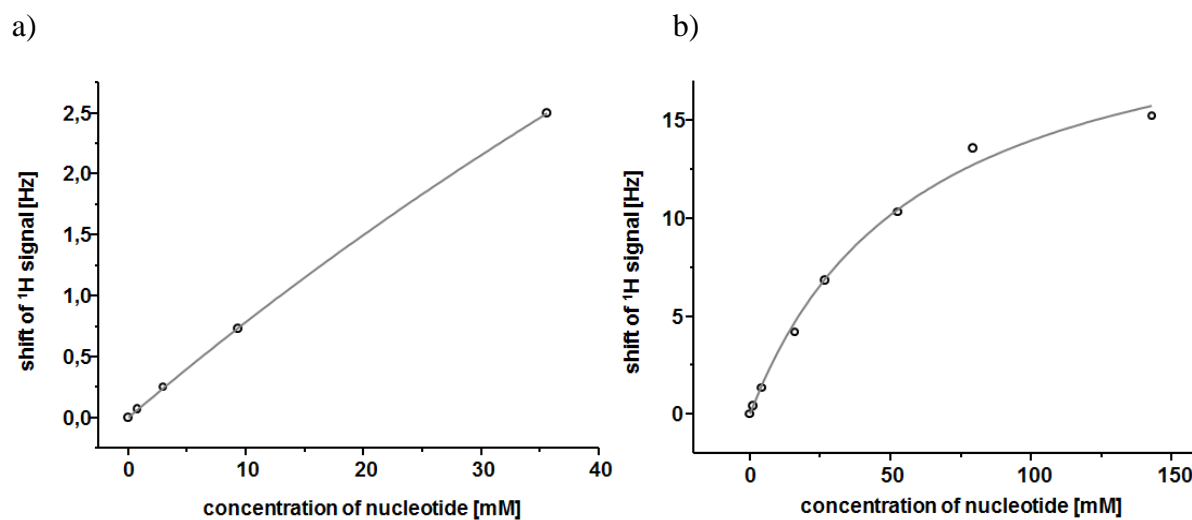 a)
b)
2,5
2,0
1,5
1,0
0,5
0,0
shift of ¹H signal [Hz]
0 10 20 30 40
concentration of nucleotide [mM]
15
10
5
0
shift of ¹H signal [Hz]
0 50 100 150
concentration of nucleotide [mM]